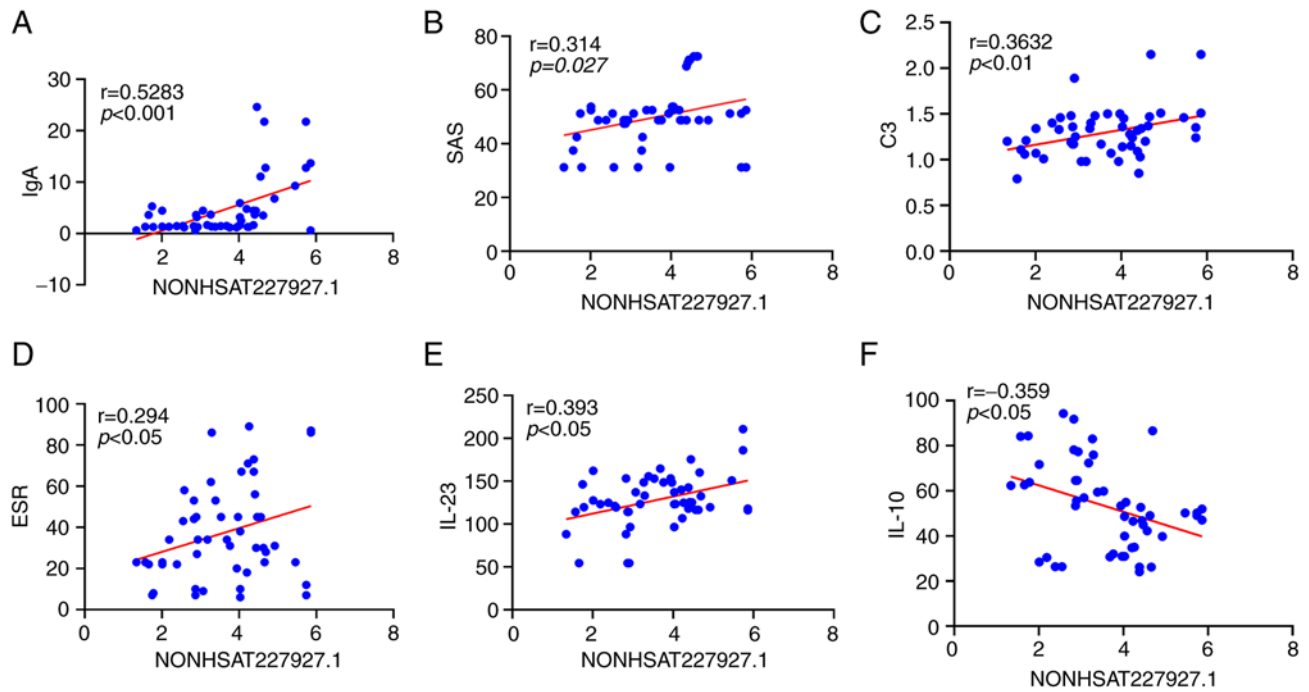 A
r=0.5283
p<0.001
30
20
10
0
−10
IgA
0
2
4
6
8
NONHSAT227927.1
B
r=0.314
p=0.027
80
60
40
20
0
SAS
0
2
4
6
8
NONHSAT227927.1
C
r=0.3632
p<0.01
2.5
2.0
1.5
1.0
0.5
0.0
C3
0
2
4
6
8
NONHSAT227927.1
D
r=0.294
p<0.05
100
80
60
40
20
0
ESR
0
2
4
6
8
NONHSAT227927.1
E
r=0.393
p<0.05
250
200
150
100
50
0
IL-23
0
2
4
6
8
NONHSAT227927.1
F
r=−0.359
p<0.05
100
80
60
40
20
0
IL-10
0
2
4
6
8
NONHSAT227927.1